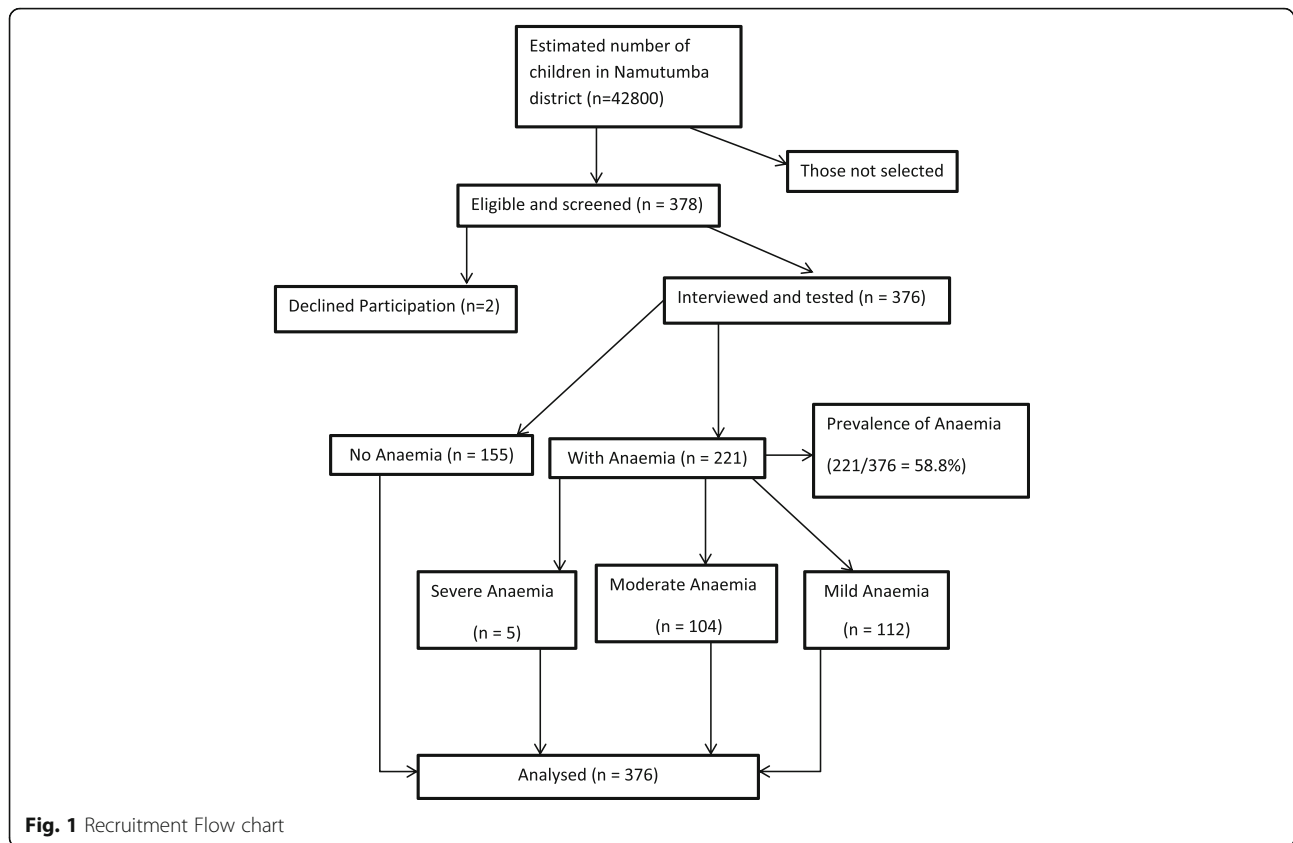 Estimated number of
children in Namutumba
district (n=42800)
Those not selected
Eligible and screened (n = 378)
Declined Participation (n=2)
Interviewed and tested (n = 376)
No Anaemia (n = 155)
With Anaemia (n = 221)
Prevalence of Anaemia
(221/376 = 58.8%)
Severe Anaemia
(n = 5)
Moderate Anaemia
(n = 104)
Mild Anaemia
(n = 112)
Analysed (n = 376)
Fig. 1 Recruitment Flow chart